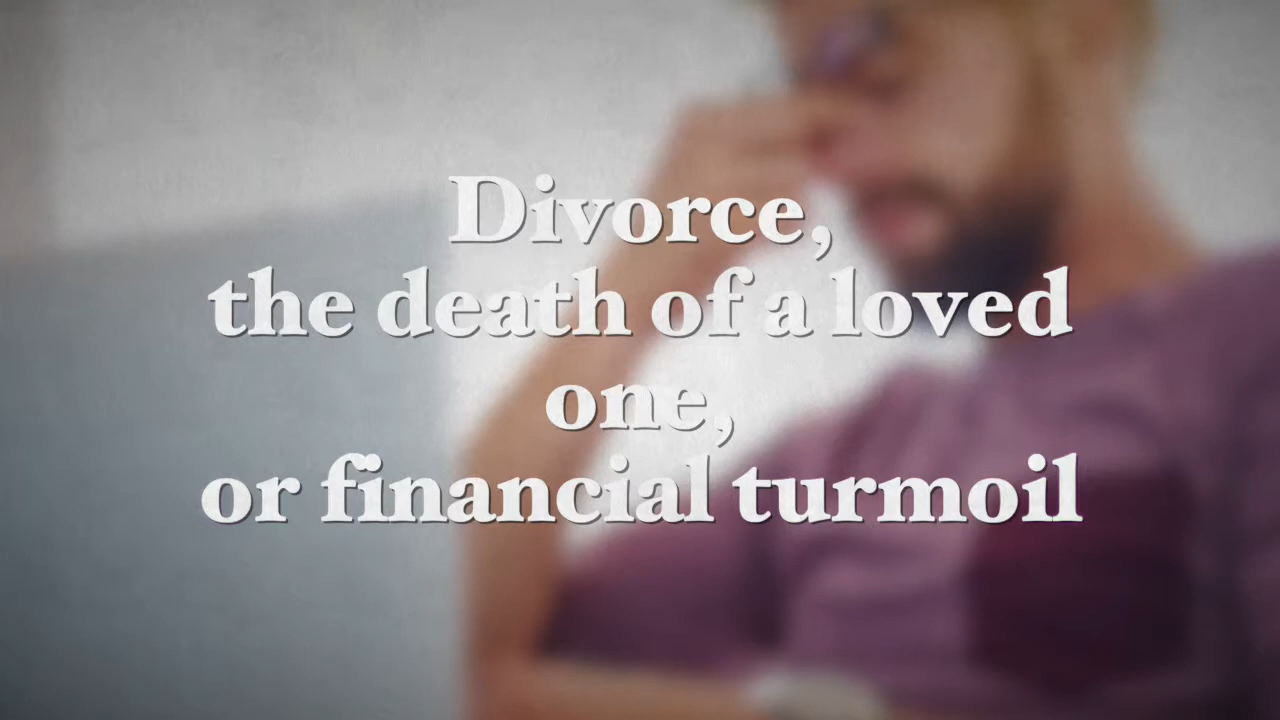 Divorce,
the death of a loved
one,
or financial turmoil